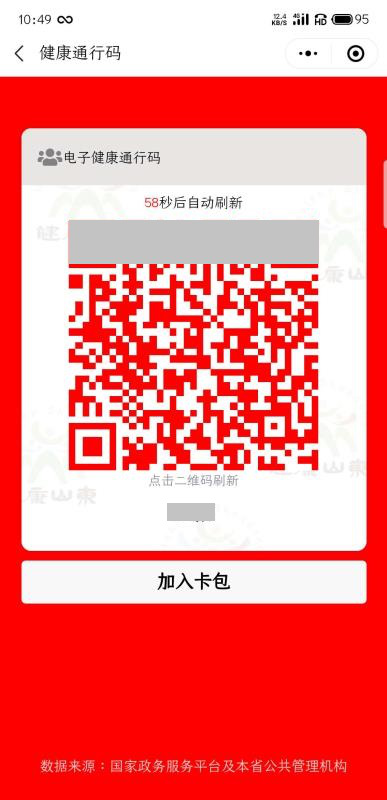 10:49
12.4 KB/S 4G HD 95
健康通行码
电子健康通行码
58秒后自动刷新
点击二维码刷新
加入卡包
数据来源：国家政务服务平台及本省公共管理机构